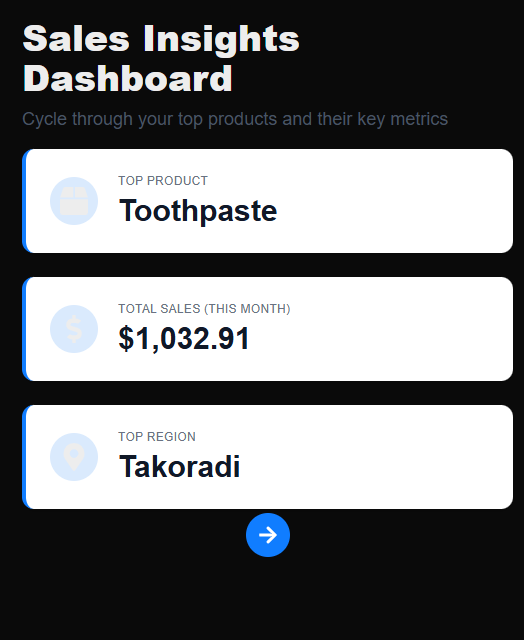 Sales Insights
Dashboard
Cycle through your top products and their key metrics
TOP PRODUCT
Toothpaste
$
TOTAL SALES (THIS MONTH)
$1,032.91
TOP REGION
Takoradi